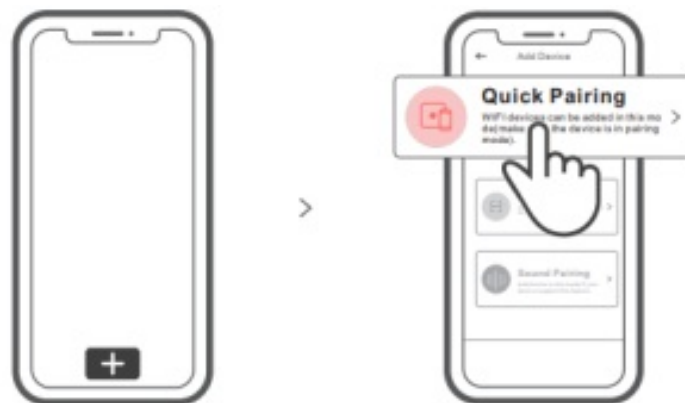 Add Device
Quick Pairing
WIFI devices can be added in this mo
de(make the device is in pairing
mode).
Sound Pairing